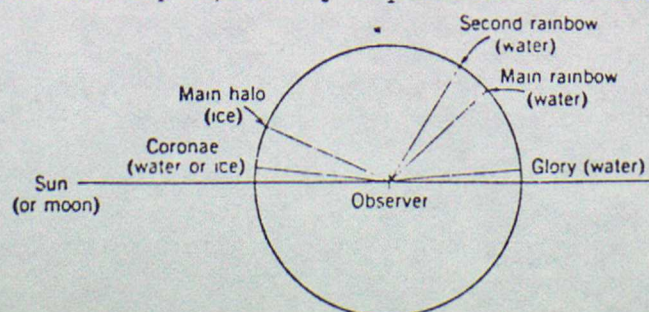 Second rainbow
(water)
Main rainbow
(water)
Main halo
(ice)
Coronae
(water or ice)
Glory (water)
Sun
(or moon)
Observer